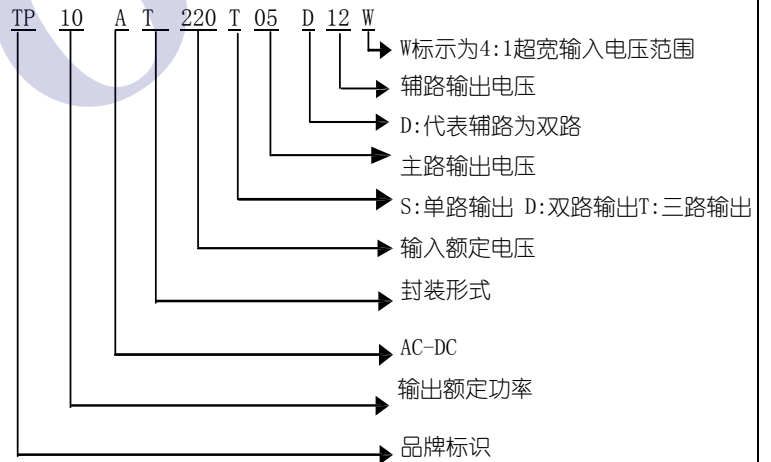 TP 10 A T 220 T 05 D 12 W
W标示为4:1超宽输入电压范围
辅路输出电压
D:代表辅路为双路
主路输出电压
S:单路输出 D:双路输出T:三路输出
输入额定电压
封装形式
AC-DC
输出额定功率
品牌标识